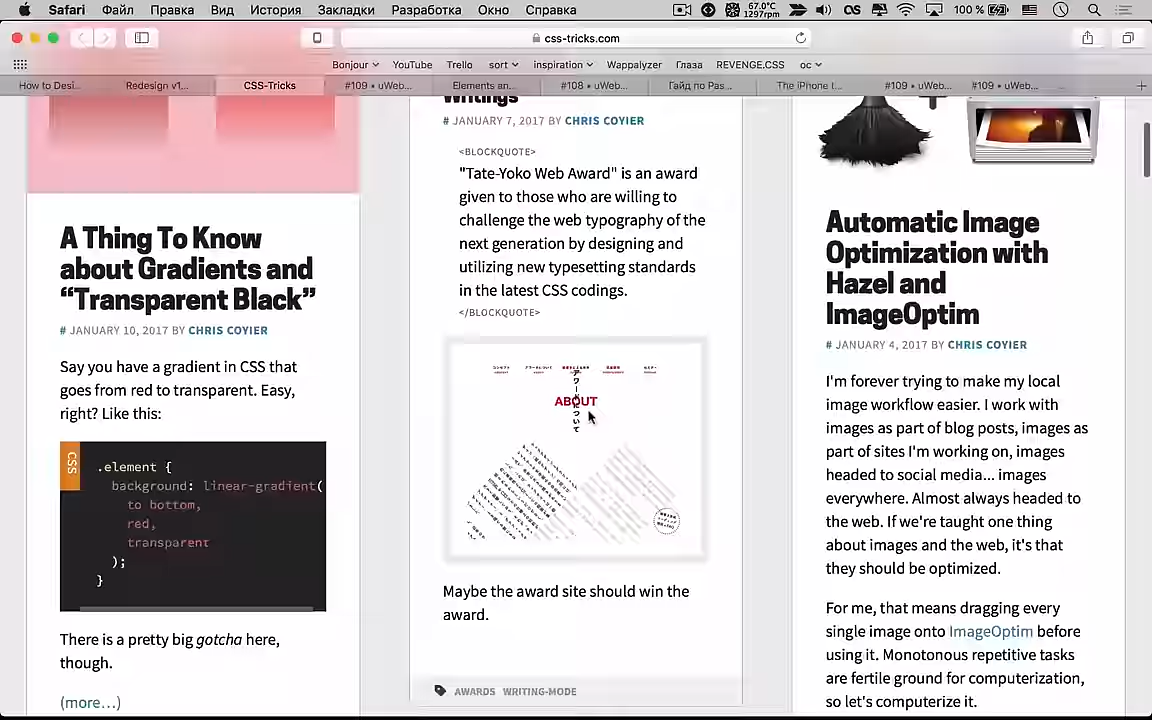 Safari Файл Правка Вид История Закладки Разработка Окно Справка 67.0°C 1297rpm 100 %
css-tricks.com
Bonjour YouTube Trello sort inspiration Wappalyzer Глаза REVENGE.CSS ос
How to Desi... Redesign v1... CSS-Tricks #109 • uWeb... Elements an... #108 • uWeb... Гайд по Pas... The iPhone t... #109 • uWeb... #109 • uWeb...
A Thing To Know
about Gradients and
“Transparent Black”
# JANUARY 10, 2017 BY CHRIS COYIER
Say you have a gradient in CSS that
goes from red to transparent. Easy,
right? Like this:
CSS
.element {
background: linear-gradient(
to bottom,
red,
transparent
);
}
There is a pretty big gotcha here,
though.
(more...)
Writings
# JANUARY 7, 2017 BY CHRIS COYIER
<BLOCKQUOTE>
"Tate-Yoko Web Award" is an award
given to those who are willing to
challenge the web typography of the
next generation by designing and
utilizing new typesetting standards
in the latest CSS codings.
</BLOCKQUOTE>
ABOUT
アワードについて
Maybe the award site should win the
award.
AWARDS WRITING-MODE
Automatic Image
Optimization with
Hazel and
ImageOptim
# JANUARY 4, 2017 BY CHRIS COYIER
I'm forever trying to make my local
image workflow easier. I work with
images as part of blog posts, images as
part of sites I'm working on, images
headed to social media... images
everywhere. Almost always headed to
the web. If we're taught one thing
about images and the web, it's that
they should be optimized.
For me, that means dragging every
single image onto ImageOptim before
using it. Monotonous repetitive tasks
are fertile ground for computerization,
so let's computerize it.